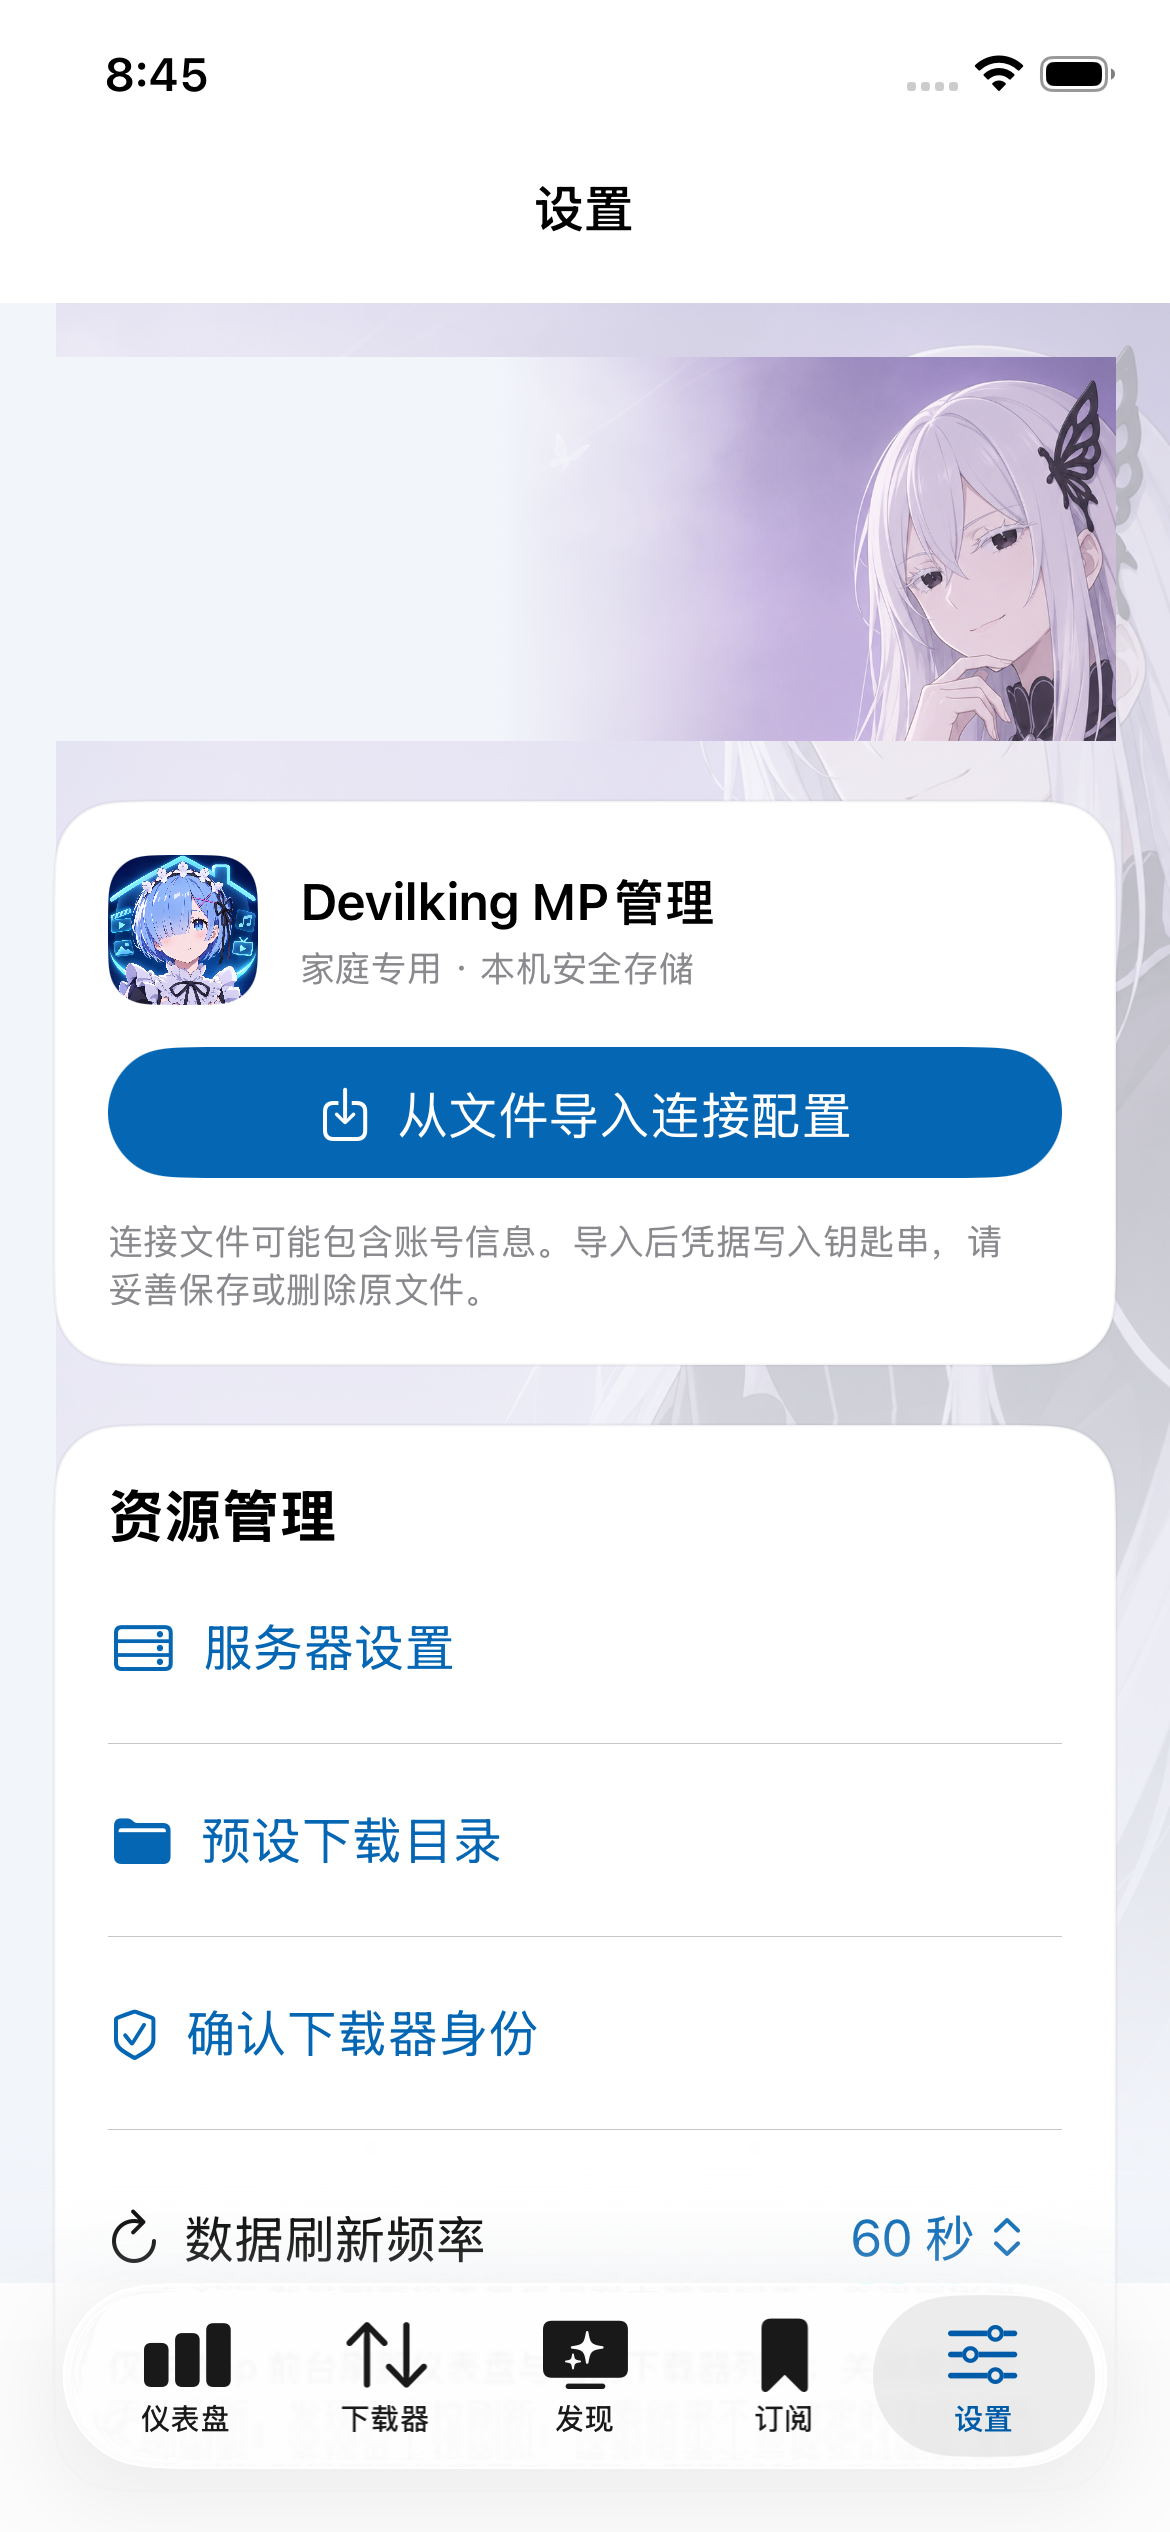 8:45
设置
Devilking MP管理
家庭专用 · 本机安全存储
从文件导入连接配置
连接文件可能包含账号信息。导入后凭据写入钥匙串，请
妥善保存或删除原文件。
资源管理
服务器设置
预设下载目录
确认下载器身份
数据刷新频率
60 秒
仪表盘
下载器
发现
订阅
设置